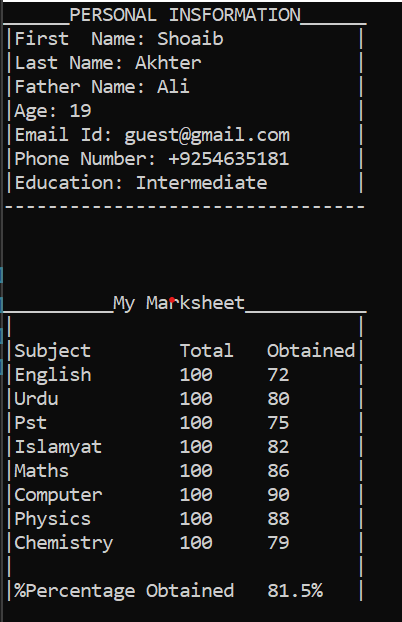 ______PERSONAL INSFORMATION______
|First  Name: Shoaib            |
|Last Name: Akhter              |
|Father Name: Ali               |
|Age: 19                        |
|Email Id: guest@gmail.com      |
|Phone Number: +9254635181      |
|Education: Intermediate        |
---------------------------------
__________My Marksheet___________
|                               |
|Subject        Total   Obtained|
|English        100     72      |
|Urdu           100     80      |
|Pst            100     75      |
|Islamyat       100     82      |
|Maths          100     86      |
|Computer       100     90      |
|Physics        100     88      |
|Chemistry      100     79      |
|                               |
|%Percentage Obtained   81.5%   |